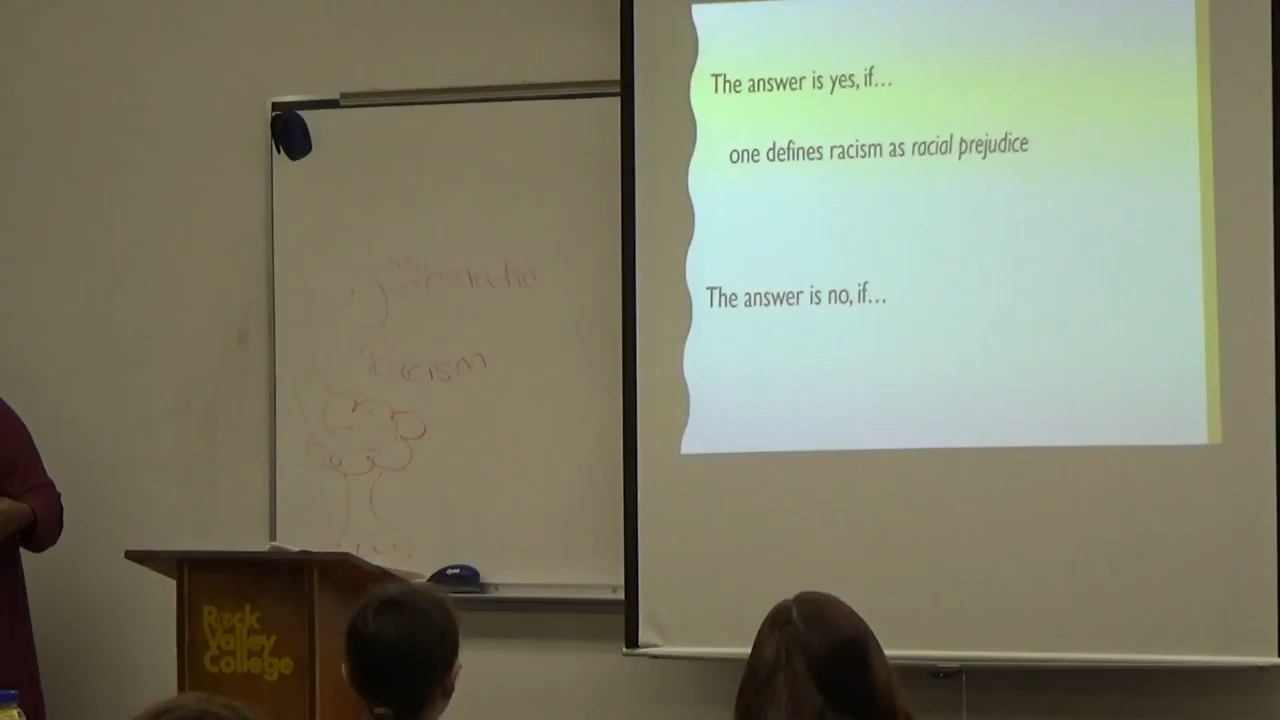 The answer is yes, if...
one defines racism as racial prejudice
The answer is no, if...
Racism
Rock
Valley
College